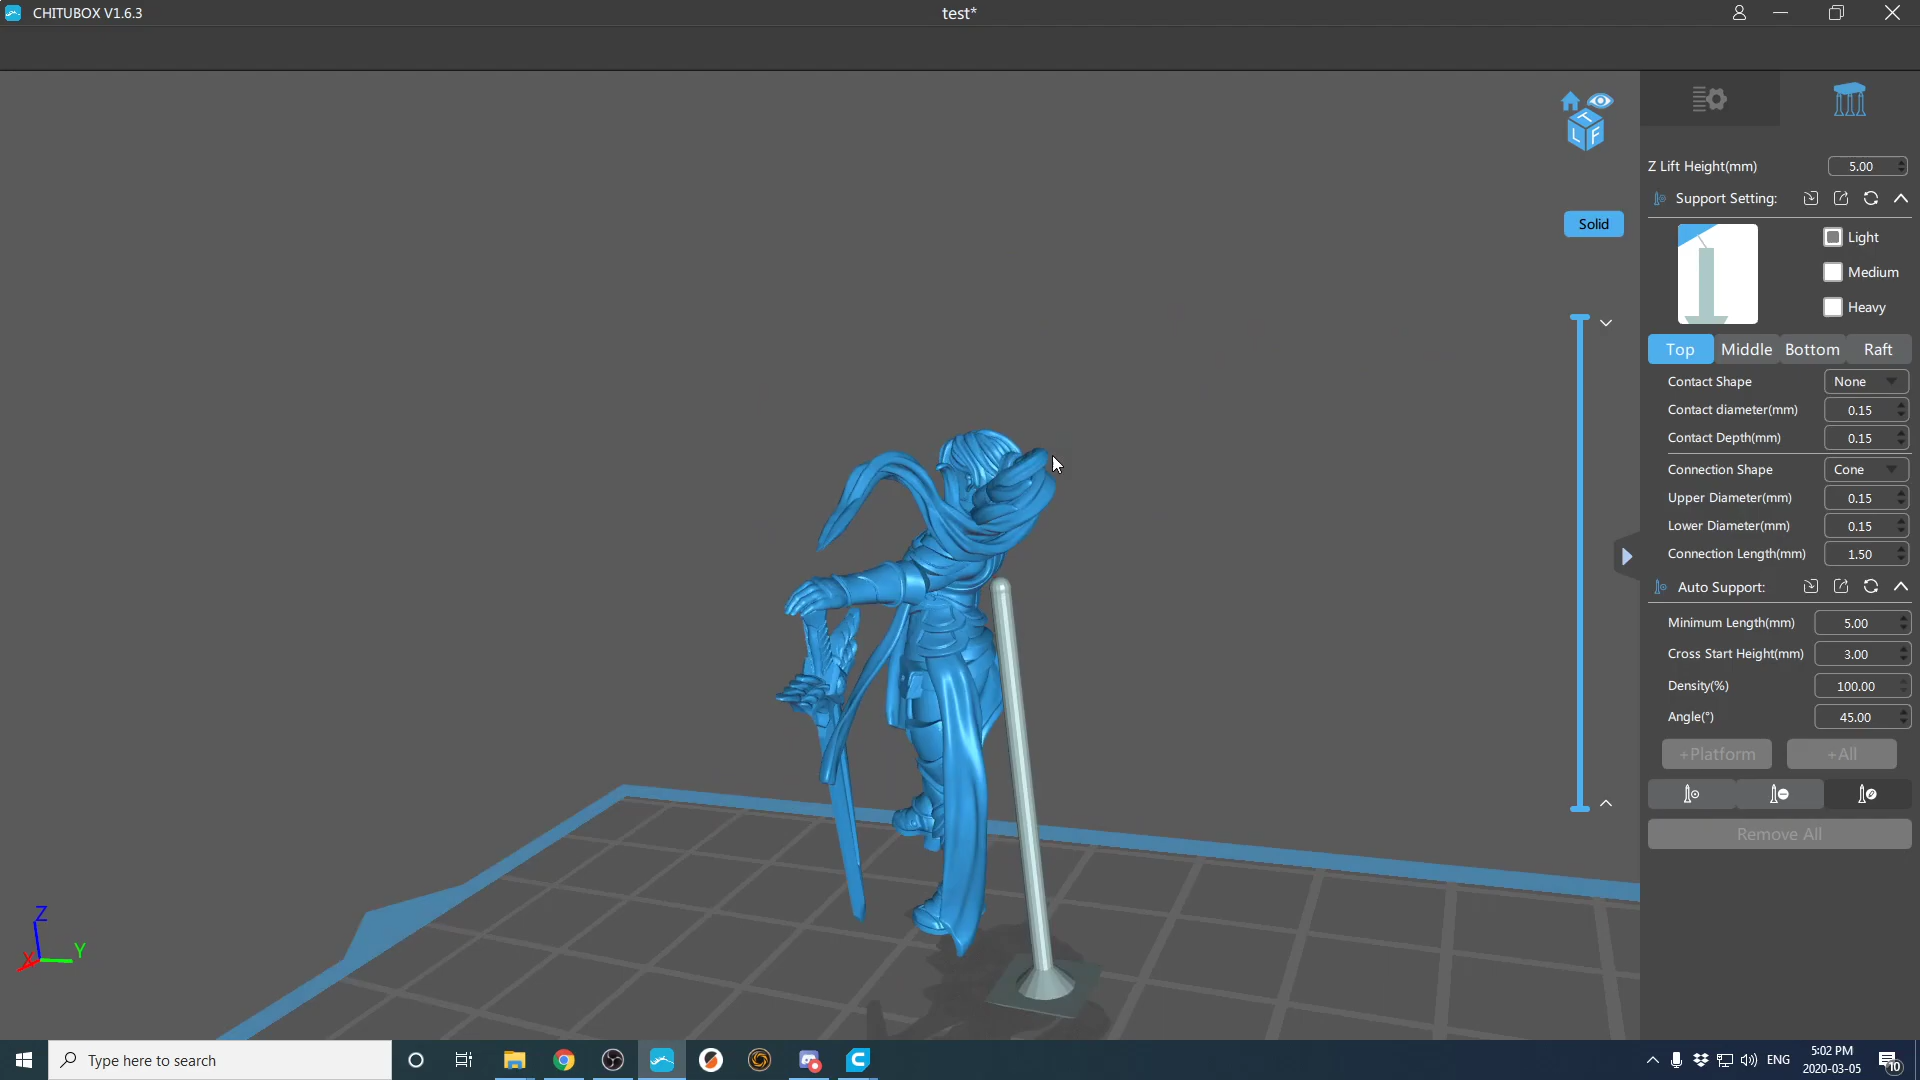 CHITUBOX V1.6.3
test*
T
L F
Solid
Z Lift Height(mm) 5.00
Support Setting:
Light
Medium
Heavy
Top Middle Bottom Raft
Contact Shape None
Contact diameter(mm) 0.15
Contact Depth(mm) 0.15
Connection Shape Cone
Upper Diameter(mm) 0.15
Lower Diameter(mm) 0.15
Connection Length(mm) 1.50
Auto Support:
Minimum Length(mm) 5.00
Cross Start Height(mm) 3.00
Density(%) 100.00
Angle(°) 45.00
+Platform +All
Remove All
Z
Y
X
Type here to search
ENG
5:02 PM
2020-03-05
10